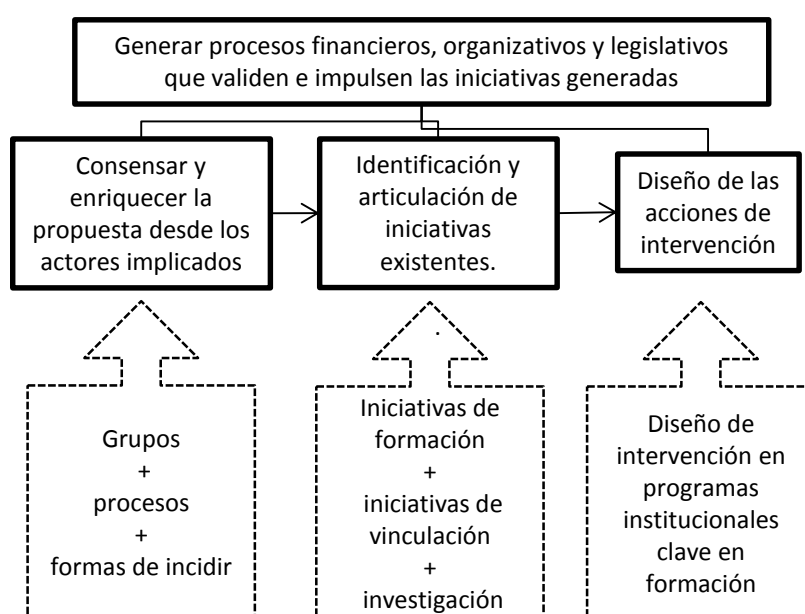 Generar procesos financieros, organizativos y legislativos
que validen e impulsen las iniciativas generadas
Consensar y
enriquecer la
propuesta desde los
actores implicados
Identificación y
articulación de
iniciativas
existentes.
Diseño de las
acciones de
intervención
.
Grupos
+
procesos
+
formas de incidir
Iniciativas de
formación
+
iniciativas de
vinculación
+
investigación
Diseño de
intervención en
programas
institucionales
clave en
formación